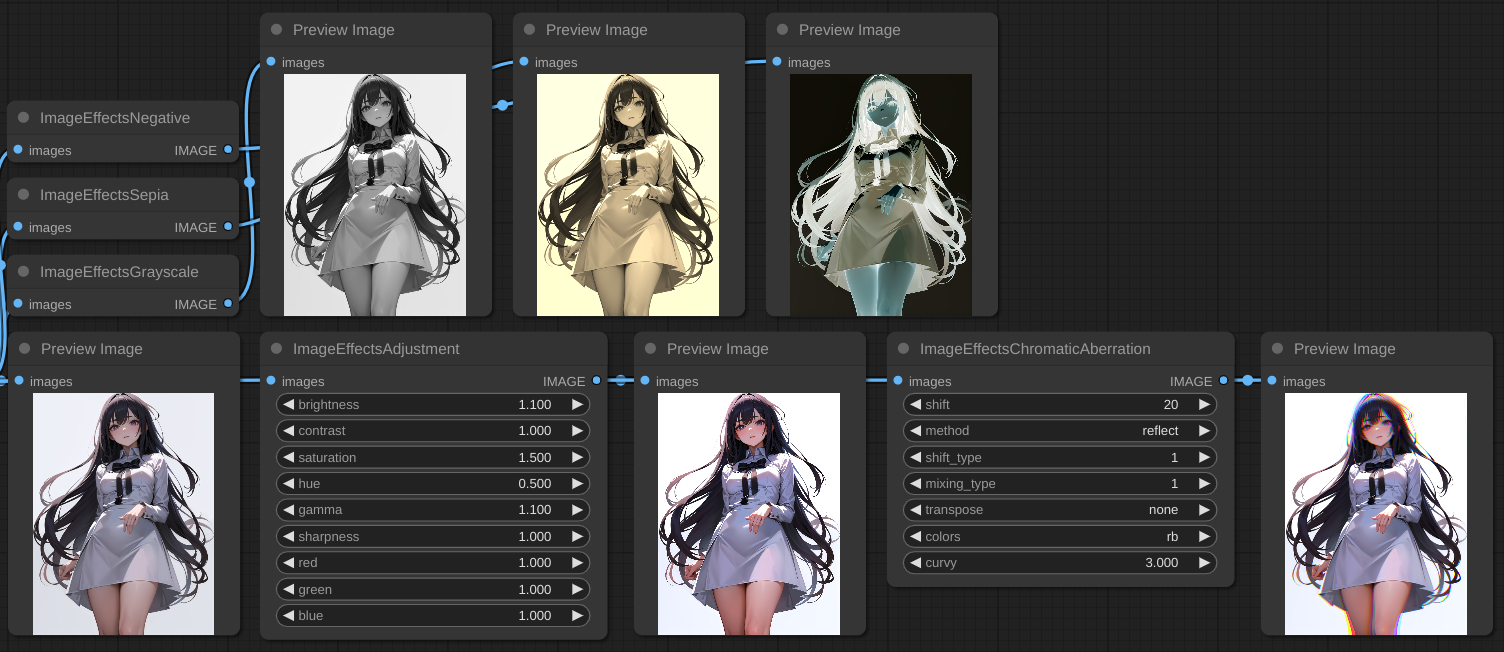 Preview Image
images
Preview Image
images
Preview Image
images
ImageEffectsNegative
images IMAGE
ImageEffectsSepia
images IMAGE
ImageEffectsGrayscale
images IMAGE
Preview Image
images
ImageEffectsAdjustment
images IMAGE
brightness 1.100
contrast 1.000
saturation 1.500
hue 0.500
gamma 1.100
sharpness 1.000
red 1.000
green 1.000
blue 1.000
Preview Image
images
ImageEffectsChromaticAberration
images IMAGE
shift 20
method reflect
shift_type 1
mixing_type 1
transpose none
colors rb
curvy 3.000
Preview Image
images